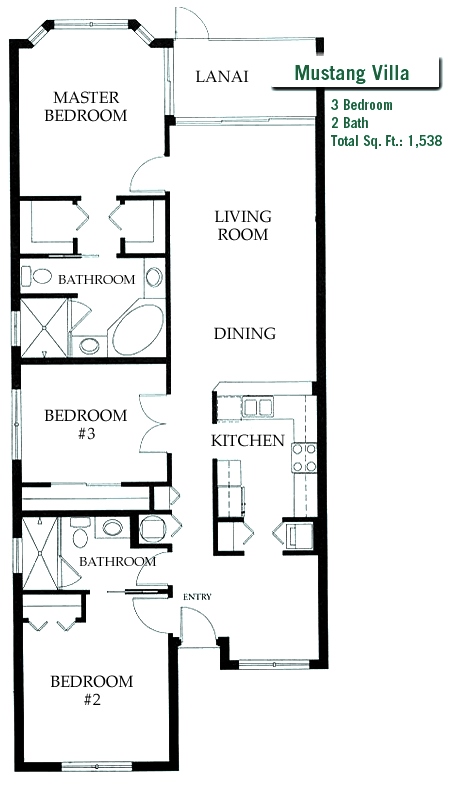 LANAI
Mustang Villa
3 Bedroom
2 Bath
Total Sq. Ft.: 1,538
MASTER
BEDROOM
LIVING
ROOM
BATHROOM
DINING
BEDROOM
#3
KITCHEN
BATHROOM
ENTRY
BEDROOM
#2